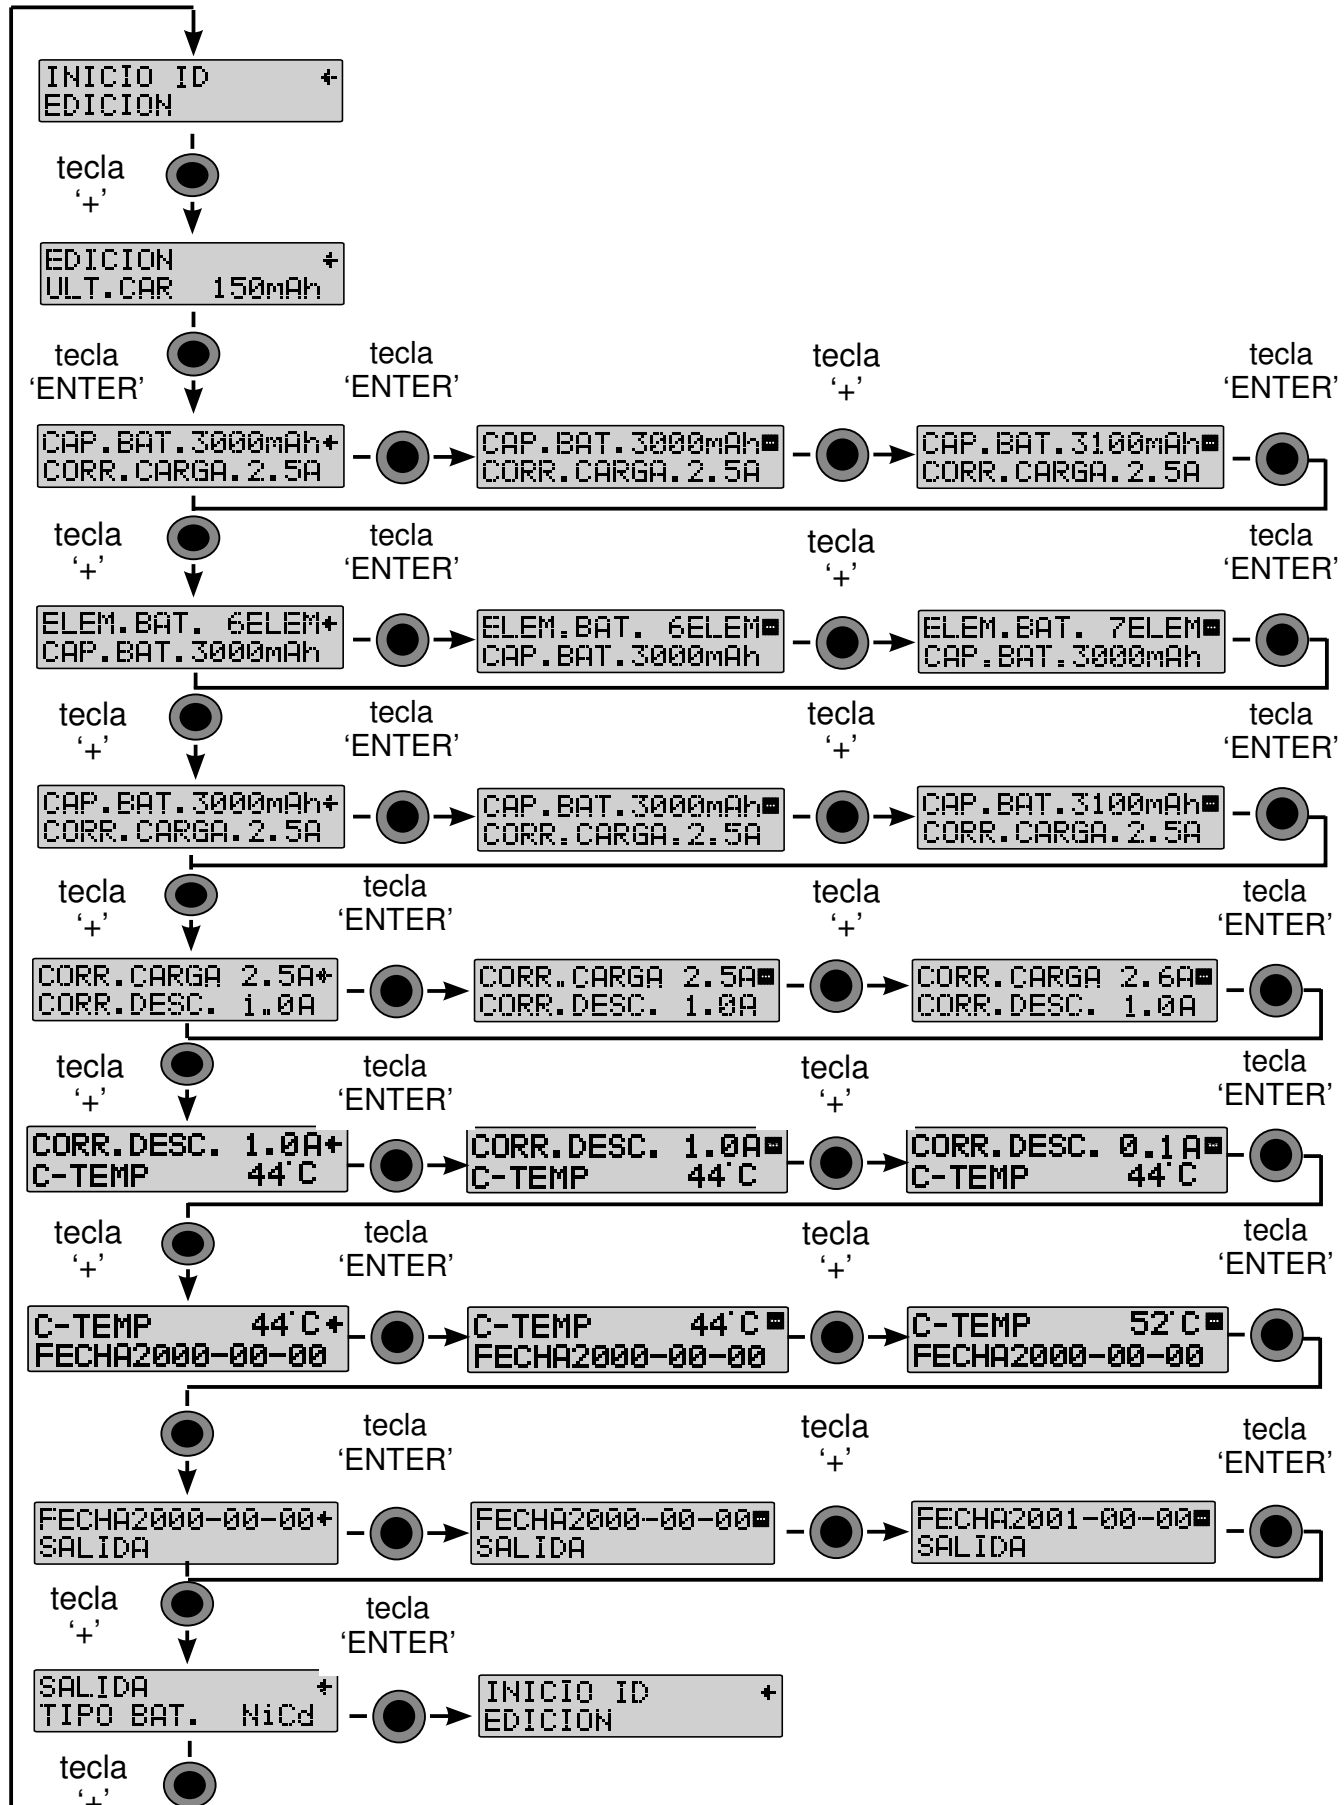 INICIO ID
EDICION
tecla
‘+’
EDICION
ULT.CAR 150mAh
tecla
‘ENTER’
tecla
‘ENTER’
tecla
‘+’
tecla
‘ENTER’
CAP.BAT.3000mAh
CORR.CARGA.2.5A
CAP.BAT.3000mAh
CORR.CARGA.2.5A
CAP.BAT.3100mAh
CORR.CARGA.2.5A
tecla
‘+’
tecla
‘ENTER’
tecla
‘+’
tecla
‘ENTER’
ELEM.BAT. 6ELEM
CAP.BAT.3000mAh
ELEM.BAT. 6ELEM
CAP.BAT.3000mAh
ELEM.BAT. 7ELEM
CAP.BAT.3000mAh
tecla
‘+’
tecla
‘ENTER’
tecla
‘+’
tecla
‘ENTER’
CAP.BAT.3000mAh
CORR.CARGA.2.5A
CAP.BAT.3000mAh
CORR.CARGA.2.5A
CAP.BAT.3100mAh
CORR.CARGA.2.5A
tecla
‘+’
tecla
‘ENTER’
tecla
‘+’
tecla
‘ENTER’
CORR.CARGA 2.5A
CORR.DESC. 1.0A
CORR.CARGA 2.5A
CORR.DESC. 1.0A
CORR.CARGA 2.6A
CORR.DESC. 1.0A
tecla
‘+’
tecla
‘ENTER’
tecla
‘+’
tecla
‘ENTER’
CORR.DESC. 1.0A
C-TEMP 44°C
CORR.DESC. 1.0A
C-TEMP 44°C
CORR.DESC. 0.1A
C-TEMP 44°C
tecla
‘+’
tecla
‘ENTER’
tecla
‘+’
tecla
‘ENTER’
C-TEMP 44°C
FECHA2000-00-00
C-TEMP 44°C
FECHA2000-00-00
C-TEMP 52°C
FECHA2000-00-00
tecla
‘ENTER’
tecla
‘+’
tecla
‘ENTER’
FECHA2000-00-00
SALIDA
FECHA2000-00-00
SALIDA
FECHA2001-00-00
SALIDA
tecla
‘+’
tecla
‘ENTER’
SALIDA
TIPO BAT. NiCd
INICIO ID
EDICION
tecla
‘+’